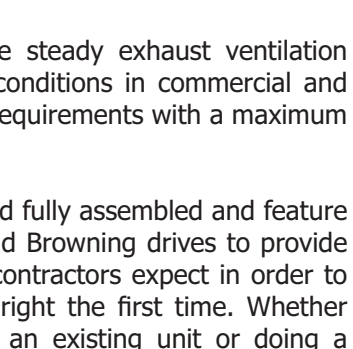 steady exhaust ventilation
conditions in commercial and
requirements with a maximum
fully assembled and feature
Browning drives to provide
contractors expect in order to
right the first time. Whether
an existing unit or doing a